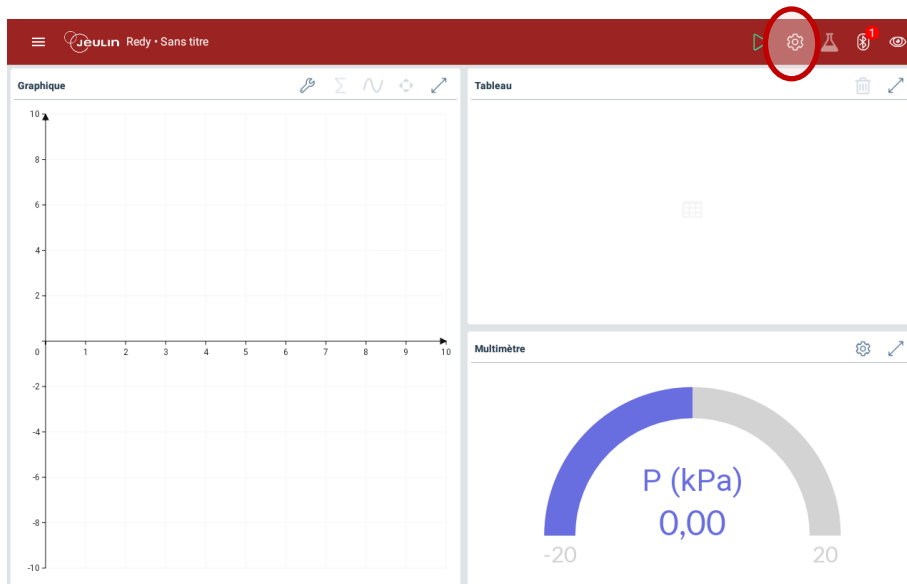 Jeulin Redy • Sans titre
1
Graphique
10
8
6
4
2
0 1 2 3 4 5 6 7 8 9 10
-2
-4
-6
-8
-10
Tableau
Multimètre
P (kPa)
0,00
-20 20